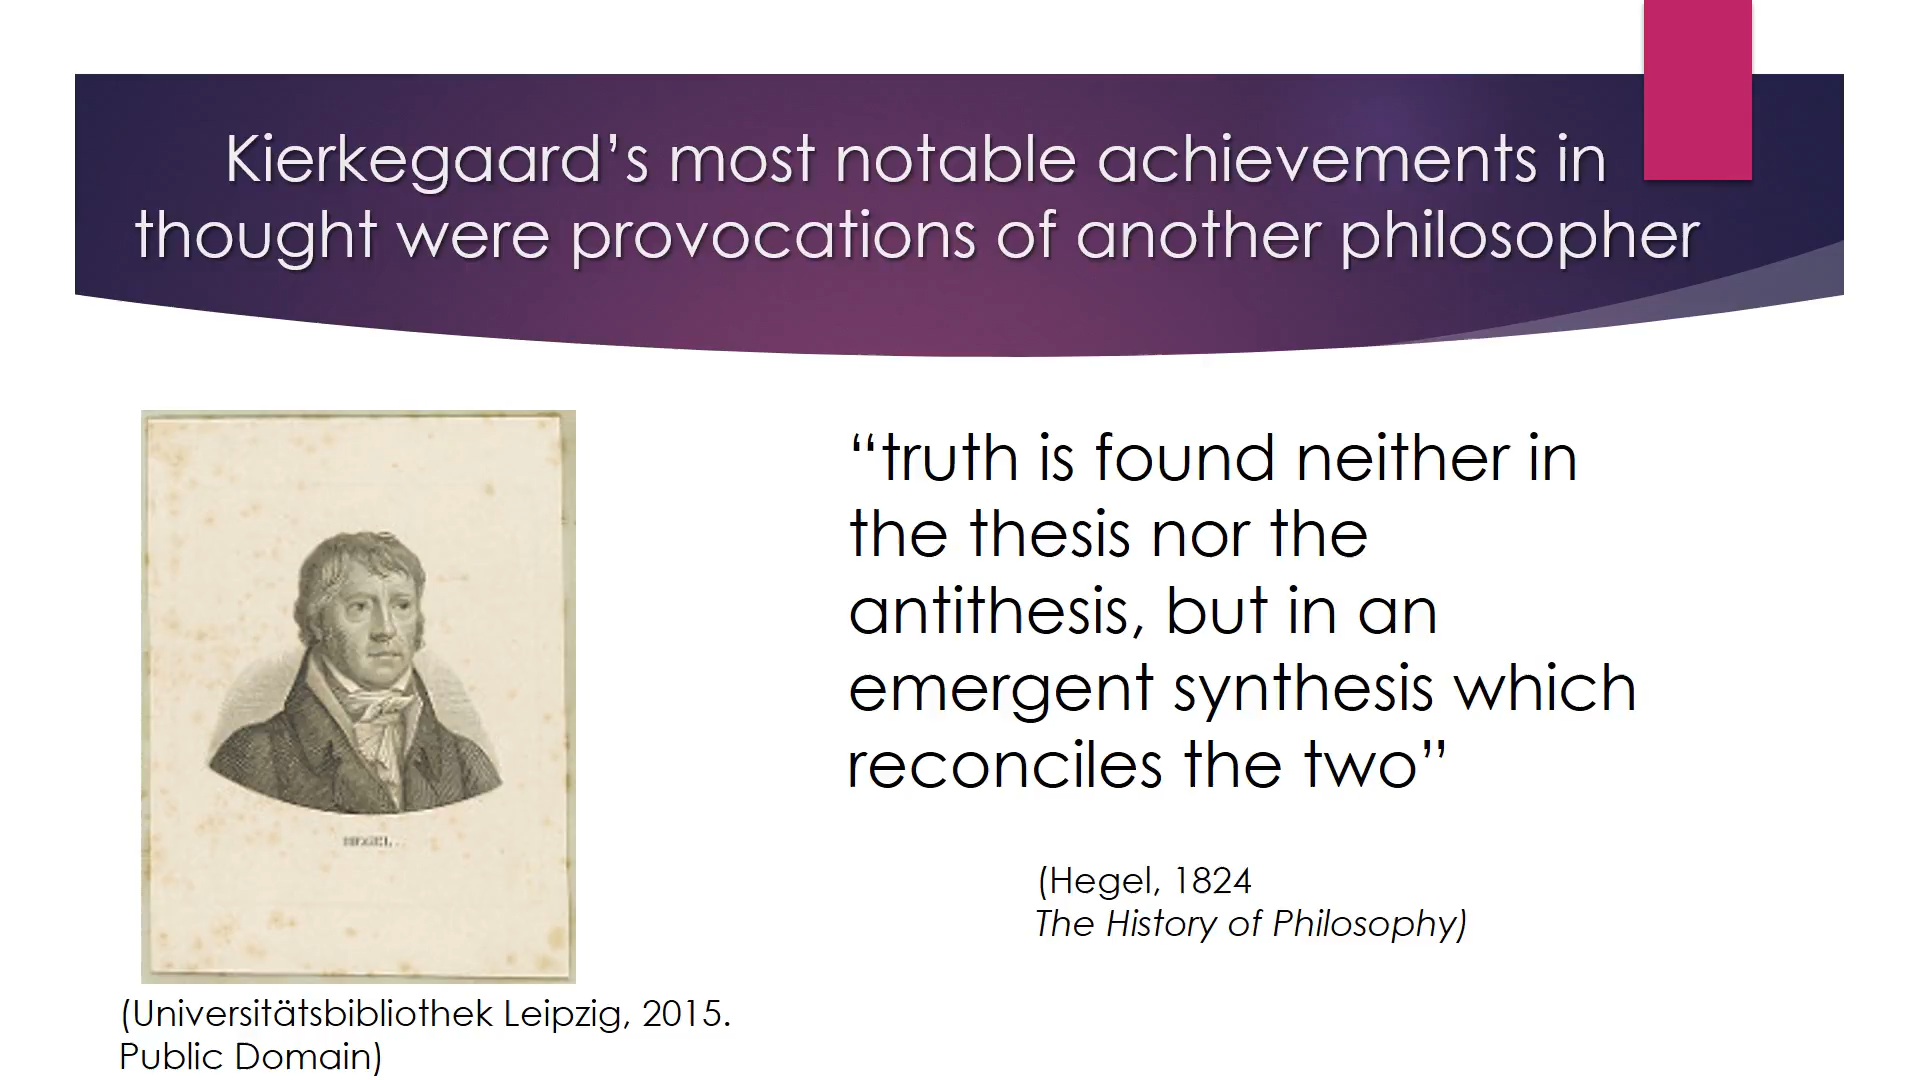 Kierkegaard’s most notable achievements in
thought were provocations of another philosopher
“truth is found neither in
the thesis nor the
antithesis, but in an
emergent synthesis which
reconciles the two”
(Hegel, 1824
The History of Philosophy)
HEGEL.
(Universitätsbibliothek Leipzig, 2015.
Public Domain)